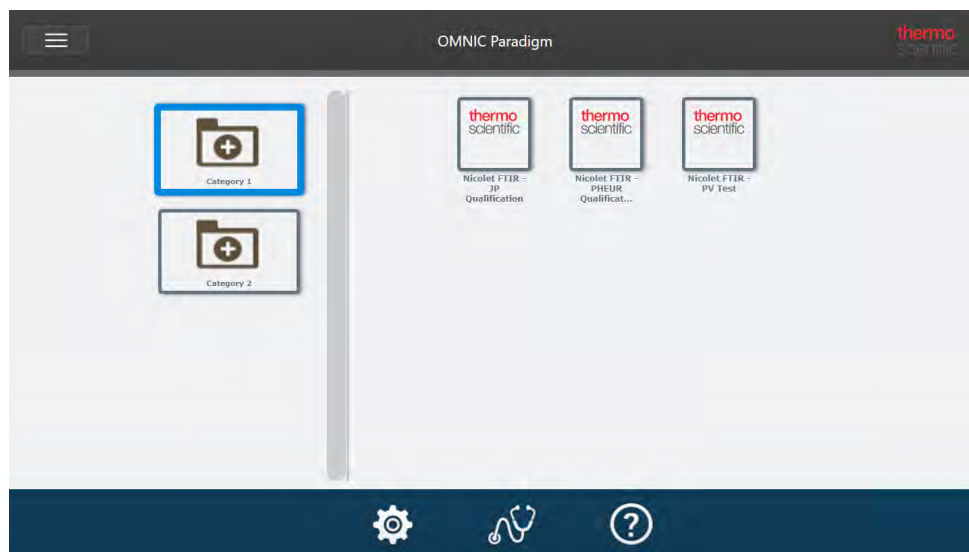 OMNIC Paradigm
thermo
scientific
Category 1
Category 2
thermo
scientific
Nicolet FTIR -
JP
Qualification
thermo
scientific
Nicolet FTIR -
PHEUR
Qualificat...
thermo
scientific
Nicolet FTIR -
PV Test